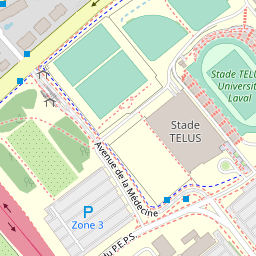 Stade TELUS
Université
Laval
Stade
TELUS
Avenue de la Médecine
P
Zone 3
du P.E.P.S.